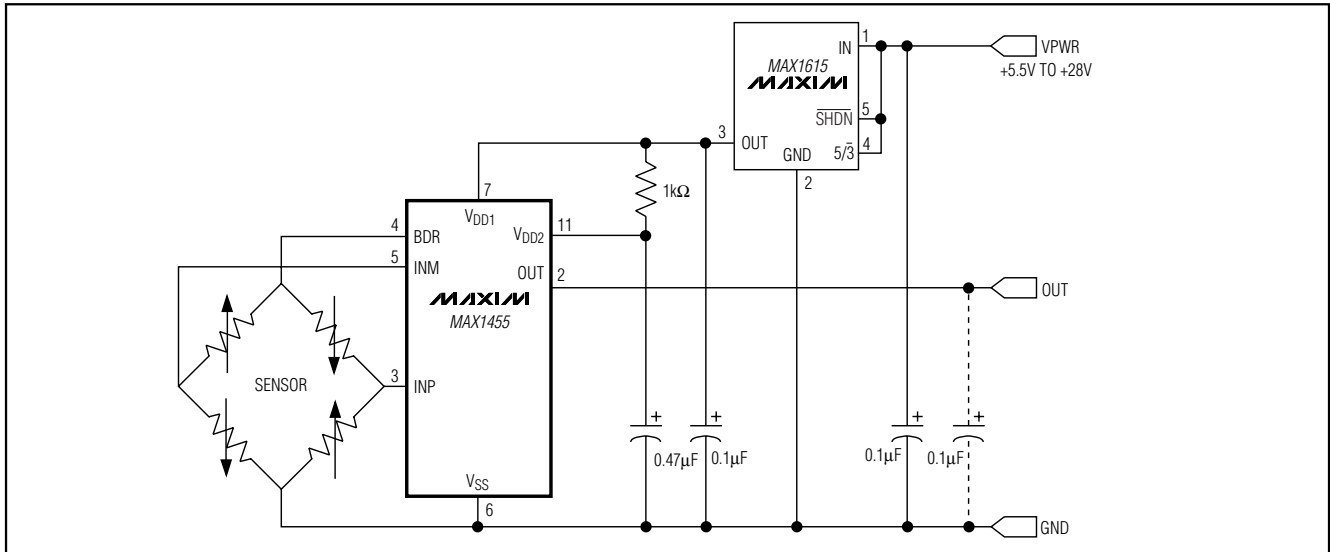 IN
1
VPWR
+5.5V TO +28V
MAX1615
MAXIM
SHDN
5
3
OUT
GND
5/3̅
4
2
1kΩ
7
VDD1
4
BDR
VDD2
11
5
INM
OUT
2
OUT
MAXIM
MAX1455
SENSOR
3
INP
+
+
+
+
0.47μF
0.1μF
0.1μF
0.1μF
VSS
6
GND